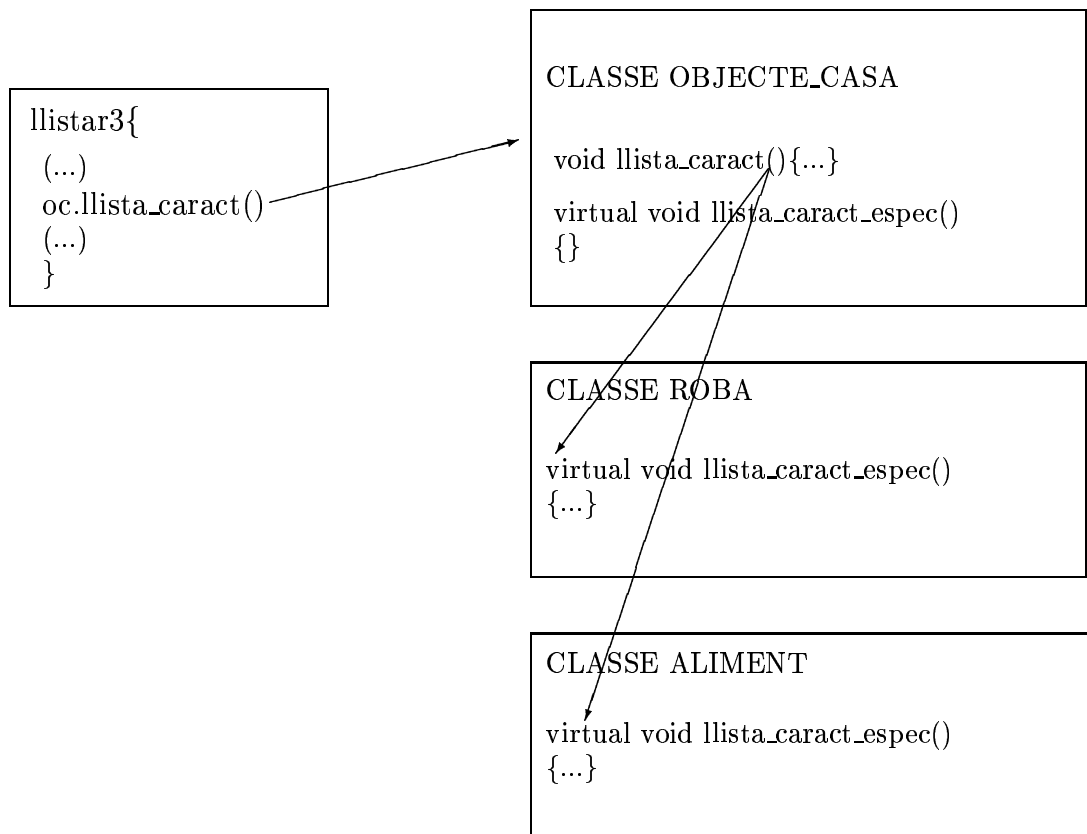 llistar3{
(...)
oc.llista_caract()
(...)
}
CLASSE OBJECTE_CASA
void llista_caract(){...}
virtual void llista_caract_espec()
{}
CLASSE ROBA
virtual void llista_caract_espec()
{...}
CLASSE ALIMENT
virtual void llista_caract_espec()
{...}